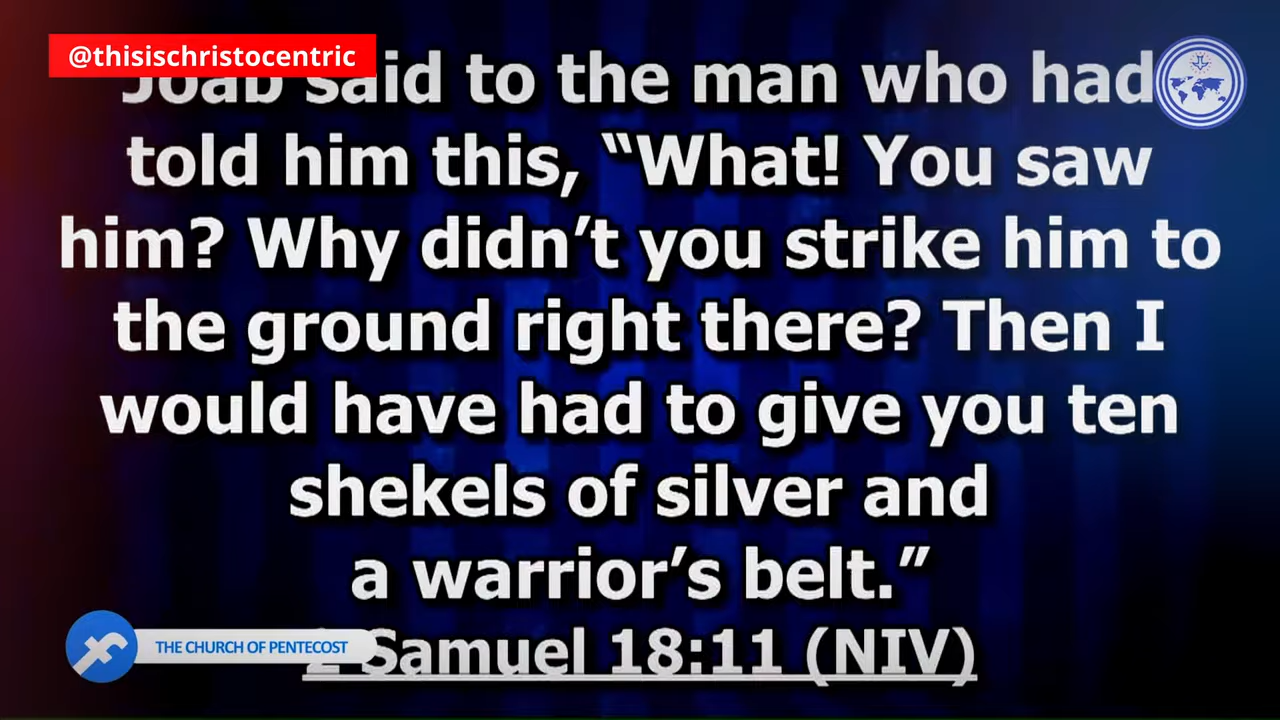 @thisischristocentric
Joab said to the man who had
told him this, “What! You saw
him? Why didn’t you strike him to
the ground right there? Then I
would have had to give you ten
shekels of silver and
a warrior’s belt.”
2 Samuel 18:11 (NIV)
THE CHURCH OF PENTECOST